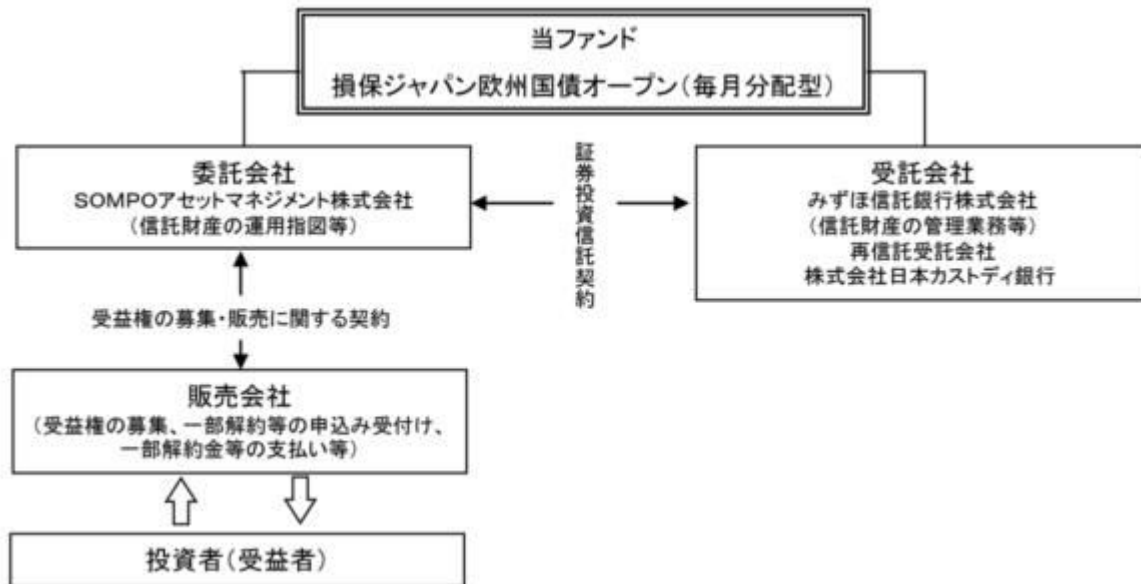 当ファンド
損保ジャパン欧州国債オープン(毎月分配型)
委託会社
SOMPOアセットマネジメント株式会社
(信託財産の運用指図等)
証券投資信託契約
受託会社
みずほ信託銀行株式会社
(信託財産の管理業務等)
再信託受託会社
株式会社日本カストディ銀行
受益権の募集・販売に関する契約
販売会社
(受益権の募集、一部解約等の申込み受付け、
一部解約金等の支払い等)
投資者(受益者)